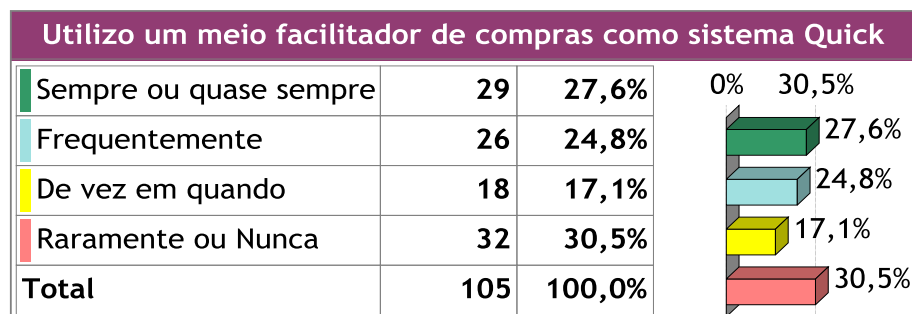 Utilizo um meio facilitador de compras como sistema Quick
Sempre ou quase sempre 29 27,6%
Frequentemente 26 24,8%
De vez em quando 18 17,1%
Raramente ou Nunca 32 30,5%
Total 105 100,0%
0% 30,5%
27,6%
24,8%
17,1%
30,5%